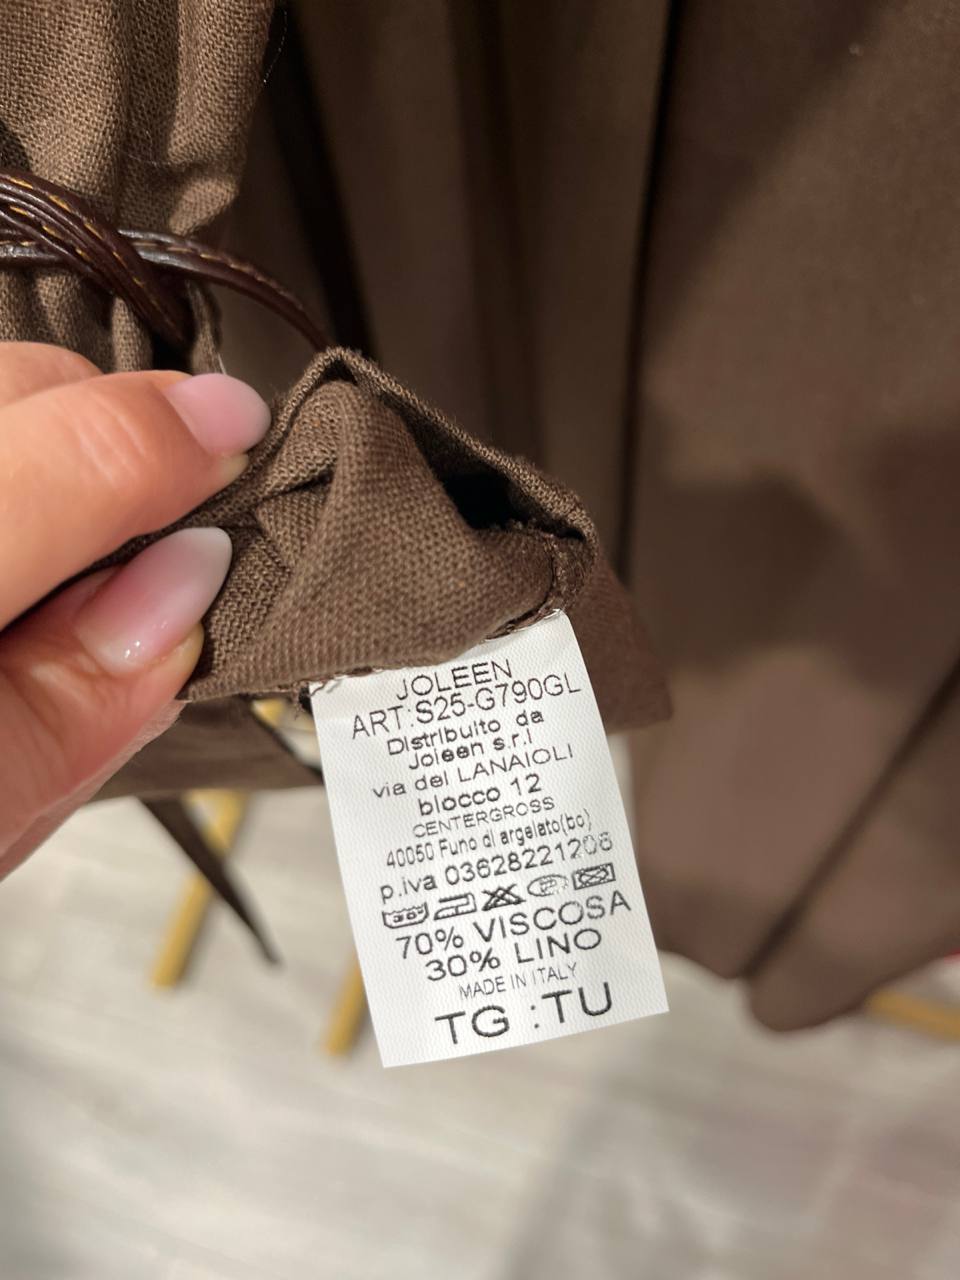 JOLEEN
ART:S25-G790GL
Distribuito da
Joleen s.r.l
via dei LANAIOLI
blocco 12
CENTERGROSS
40050 Funo di argelato(bo)
p.iva 03628221208
70% VISCOSA
30% LINO
MADE IN ITALY
TG :TU